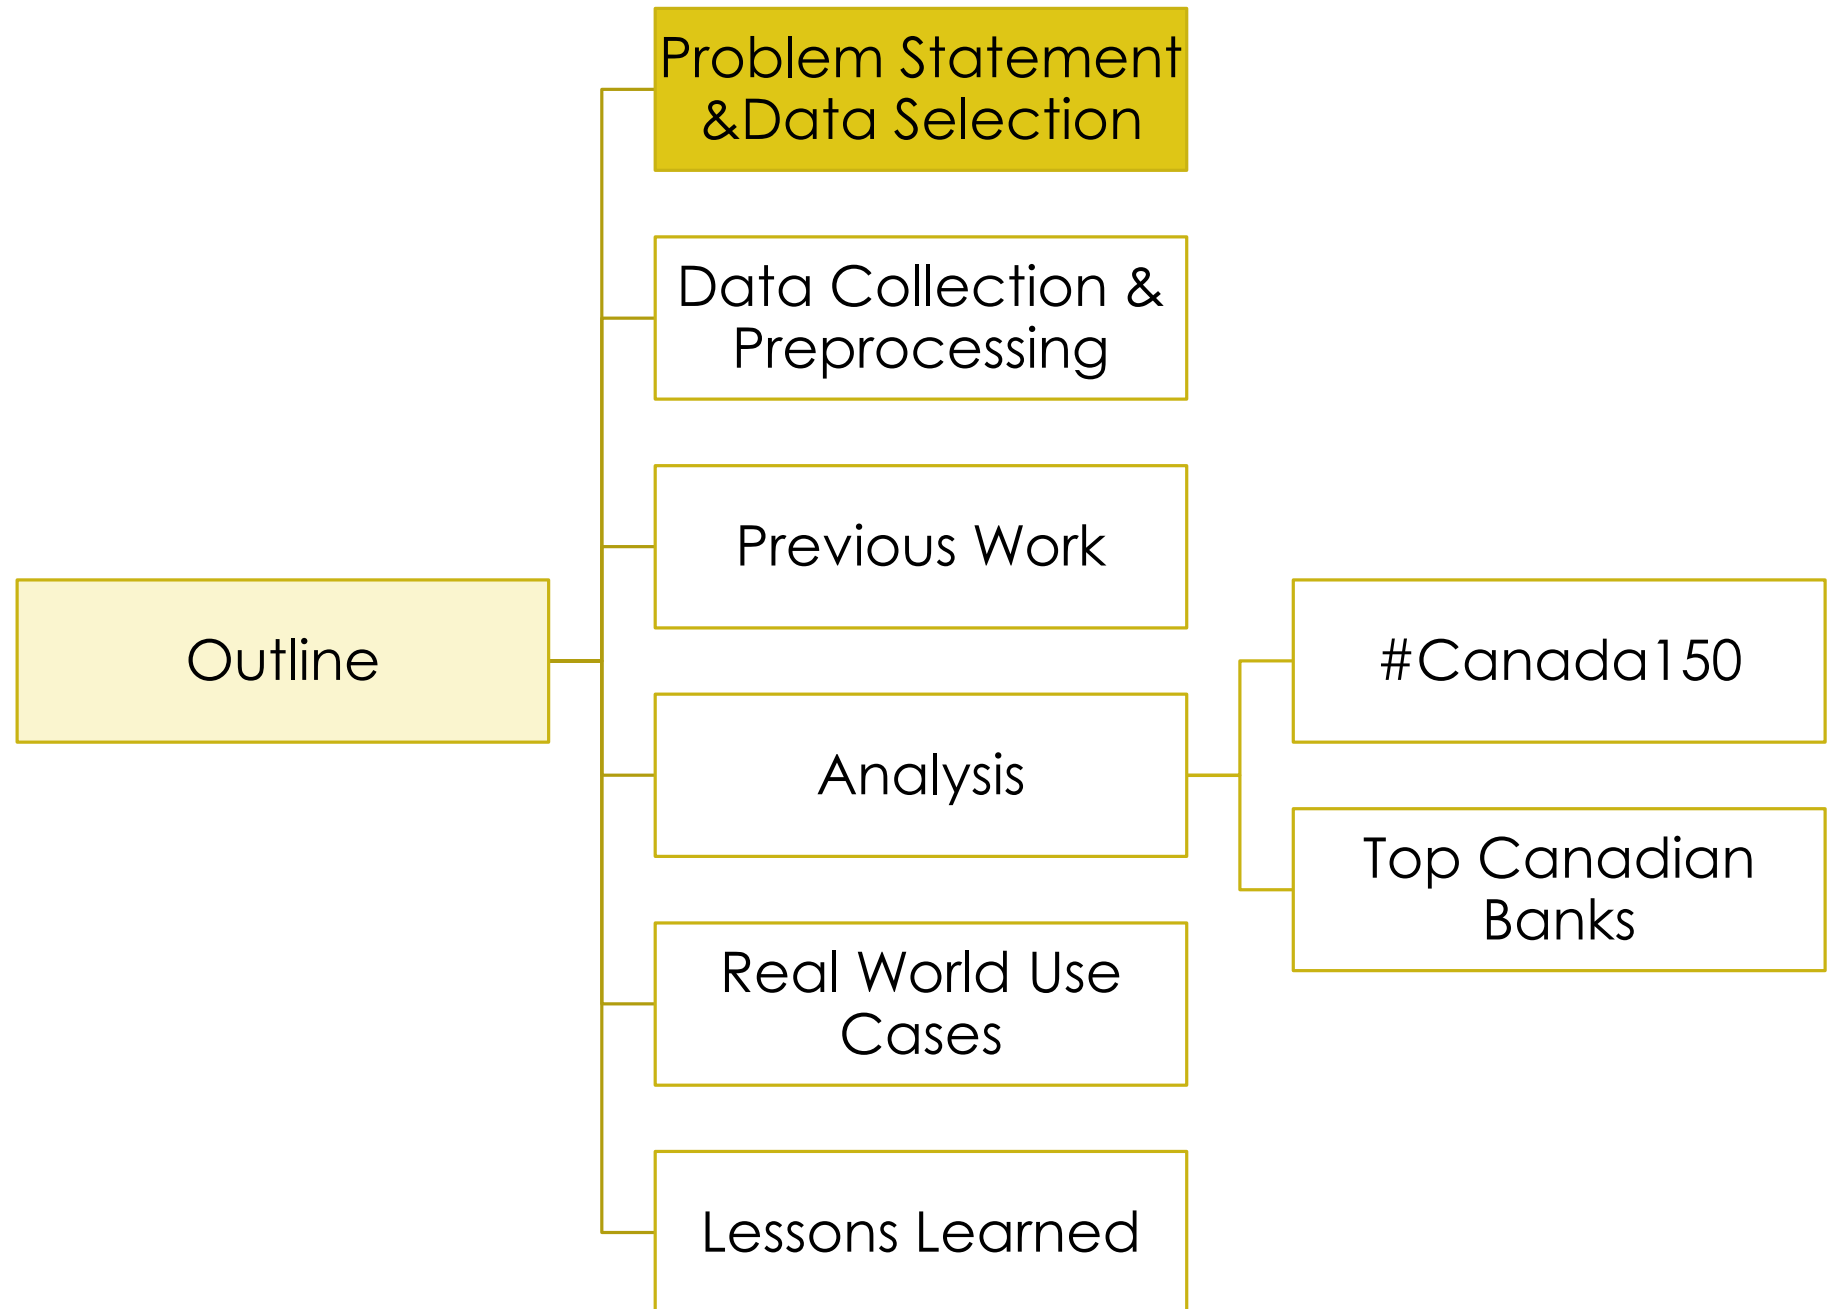 Problem Statement
&Data Selection
Data Collection &
Preprocessing
Previous Work
Outline
Analysis
#Canada150
Top Canadian
Banks
Real World Use
Cases
Lessons Learned